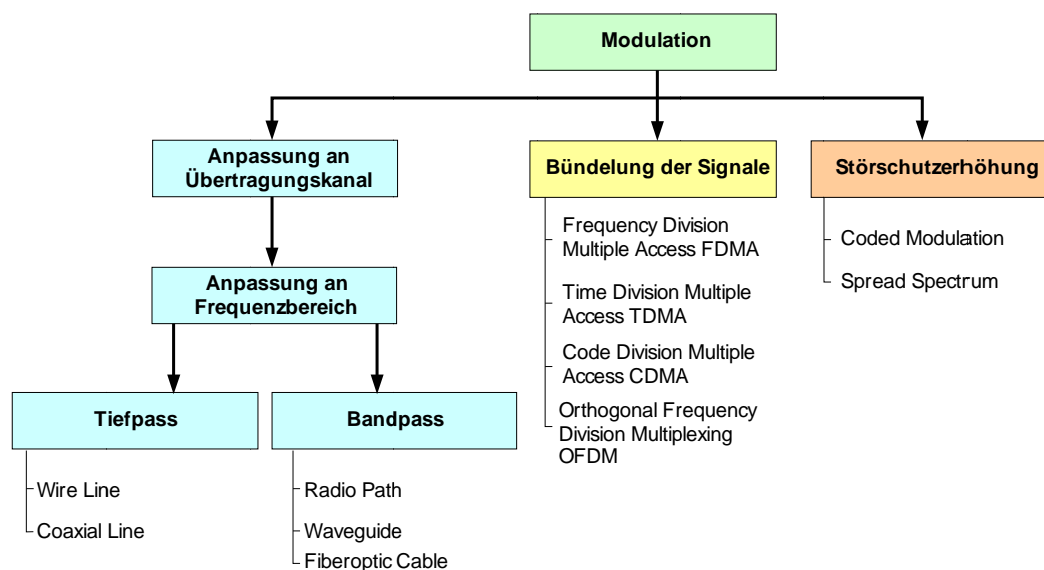 Modulation
Anpassung an
Übertragungskanal
Bündelung der Signale
Störschutzerhöhung
Frequency Division
Multiple Access FDMA
Time Division Multiple
Access TDMA
Code Division Multiple
Access CDMA
Orthogonal Frequency
Division Multiplexing
OFDM
Coded Modulation
Spread Spectrum
Anpassung an
Frequenzbereich
Tiefpass
Bandpass
Wire Line
Coaxial Line
Radio Path
Waveguide
Fiberoptic Cable